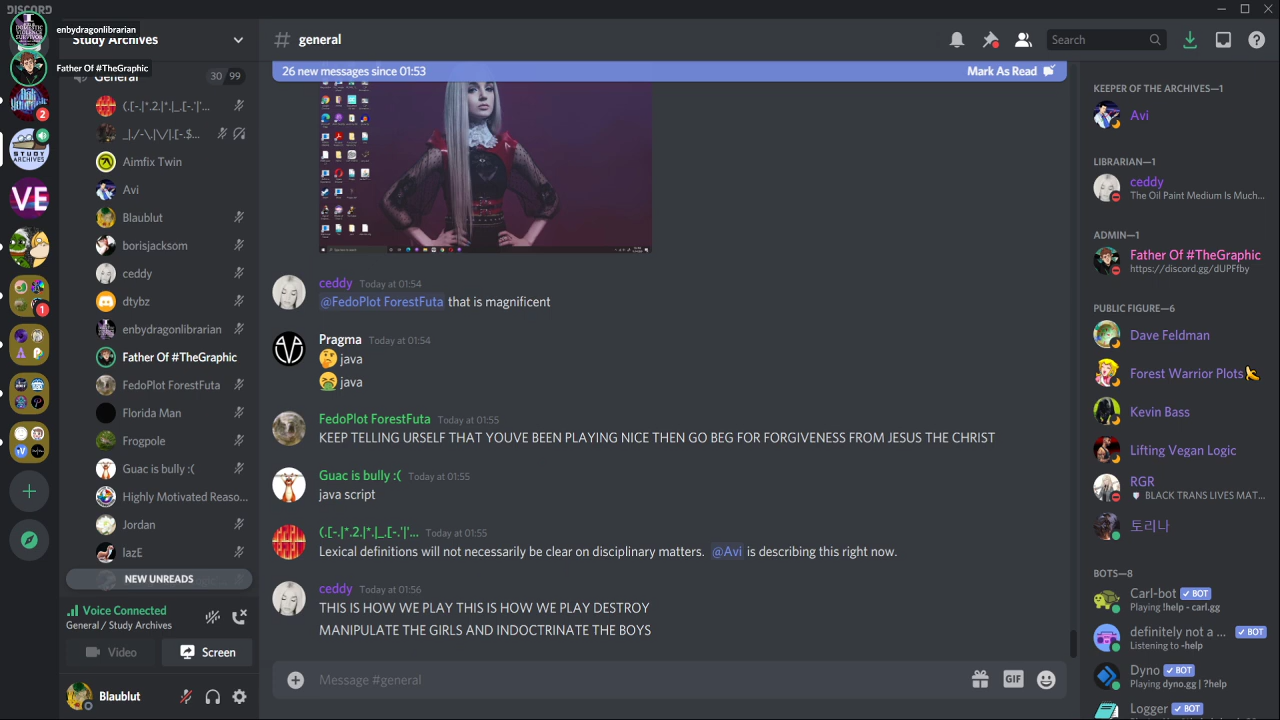 DISCORD
enbydragonlibrarian
Study Archives
Father Of #TheGraphic
General
30 99
(.[-.|*.2.|*.|_.[-.'|'...
_|./-\.|\/|.[-.$...
Aimfix Twin
Avi
Blaublut
borisjacksom
ceddy
dtybz
enbydragonlibrarian
Father Of #TheGraphic
FedoPlot ForestFuta
Florida Man
Frogpole
Guac is bully :(
Highly Motivated Reaso...
Jordan
lazE
NEW UNREADS
Voice Connected
General / Study Archives
Video
Screen
Blaublut
2
STUDY
ARCHIVES
VE
1
# general
Search
26 new messages since 01:53
Mark As Read
ceddy Today at 01:54
@FedoPlot ForestFuta that is magnificent
Pragma Today at 01:54
🤔 java
🤮 java
FedoPlot ForestFuta Today at 01:55
KEEP TELLING URSELF THAT YOUVE BEEN PLAYING NICE THEN GO BEG FOR FORGIVENESS FROM JESUS THE CHRIST
Guac is bully :( Today at 01:55
java script
(.[-.|*.2.|*.|_.[-.'|'... Today at 01:55
Lexical definitions will not necessarily be clear on disciplinary matters. @Avi is describing this right now.
ceddy Today at 01:56
THIS IS HOW WE PLAY THIS IS HOW WE PLAY DESTROY
MANIPULATE THE GIRLS AND INDOCTRINATE THE BOYS
Message #general
GIF
KEEPER OF THE ARCHIVES—1
Avi
LIBRARIAN—1
ceddy
The Oil Paint Medium Is Much...
ADMIN—1
Father Of #TheGraphic
https://discord.gg/dUPFfby
PUBLIC FIGURE—6
Dave Feldman
Forest Warrior Plots🍌
Kevin Bass
Lifting Vegan Logic
RGR
BLACK TRANS LIVES MAT...
토리나
BOTS—8
Carl-bot BOT
Playing !help - carl.gg
definitely not a ... BOT
Listening to -help
Dyno BOT
Playing dyno.gg | ?help
Logger BOT